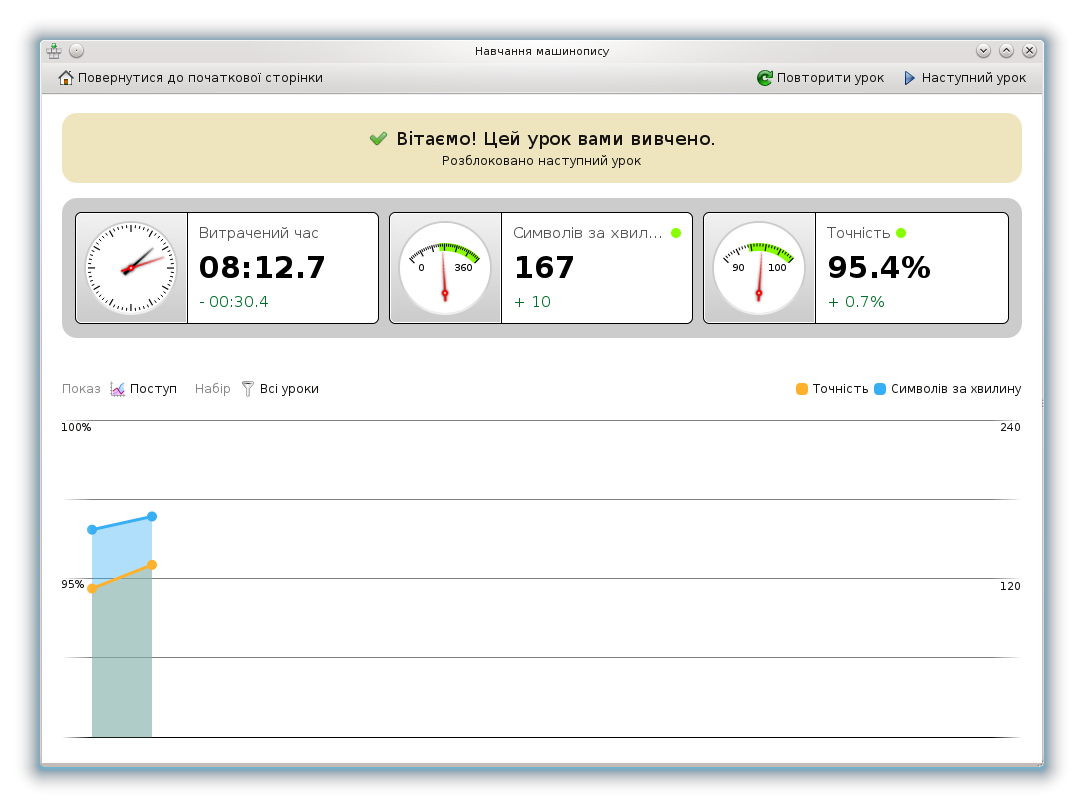 Навчання машинопису
Повернутися до початкової сторінки
Повторити урок
Наступний урок
Вітаємо! Цей урок вами вивчено.
Розблоковано наступний урок
Витрачений час
08:12.7
- 00:30.4
0
360
Символів за хвил...
167
+ 10
90
100
Точність
95.4%
+ 0.7%
Показ
Поступ
Набір
Всі уроки
Точність
Символів за хвилину
100%
240
95%
120